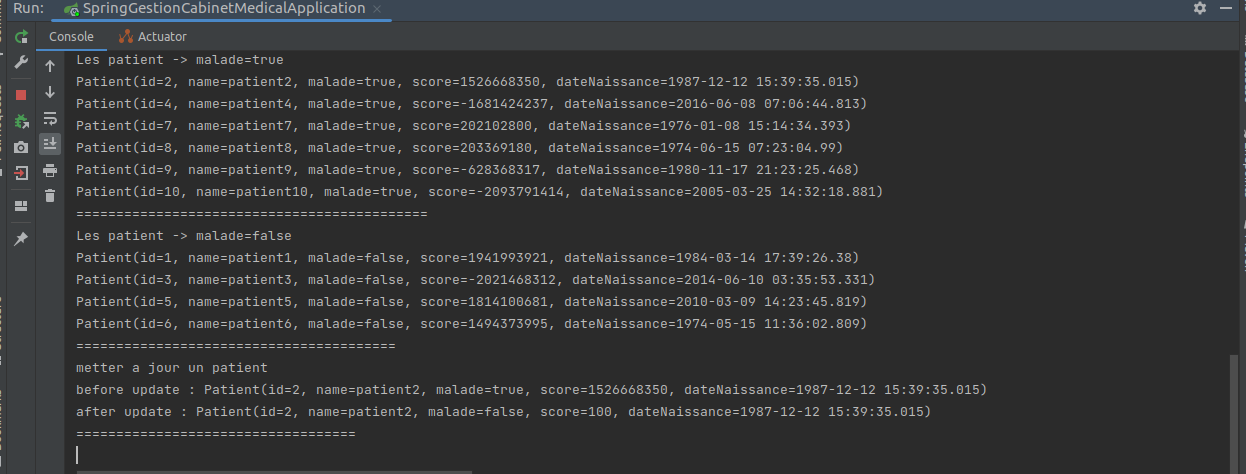 Run: SpringGestionCabinetMedicalApplication ×
Console Actuator
Les patient -> malade=true
Patient(id=2, name=patient2, malade=true, score=1526668350, dateNaissance=1987-12-12 15:39:35.015)
Patient(id=4, name=patient4, malade=true, score=-1681424237, dateNaissance=2016-06-08 07:06:44.813)
Patient(id=7, name=patient7, malade=true, score=202102800, dateNaissance=1976-01-08 15:14:34.393)
Patient(id=8, name=patient8, malade=true, score=203369180, dateNaissance=1974-06-15 07:23:04.99)
Patient(id=9, name=patient9, malade=true, score=-628368317, dateNaissance=1980-11-17 21:23:25.468)
Patient(id=10, name=patient10, malade=true, score=-2093791414, dateNaissance=2005-03-25 14:32:18.881)
============================================
Les patient -> malade=false
Patient(id=1, name=patient1, malade=false, score=1941993921, dateNaissance=1984-03-14 17:39:26.38)
Patient(id=3, name=patient3, malade=false, score=-2021468312, dateNaissance=2014-06-10 03:35:53.331)
Patient(id=5, name=patient5, malade=false, score=1814100681, dateNaissance=2010-03-09 14:23:45.819)
Patient(id=6, name=patient6, malade=false, score=1494373995, dateNaissance=1974-05-15 11:36:02.809)
========================================
metter a jour un patient
before update : Patient(id=2, name=patient2, malade=true, score=1526668350, dateNaissance=1987-12-12 15:39:35.015)
after update : Patient(id=2, name=patient2, malade=false, score=100, dateNaissance=1987-12-12 15:39:35.015)
===================================